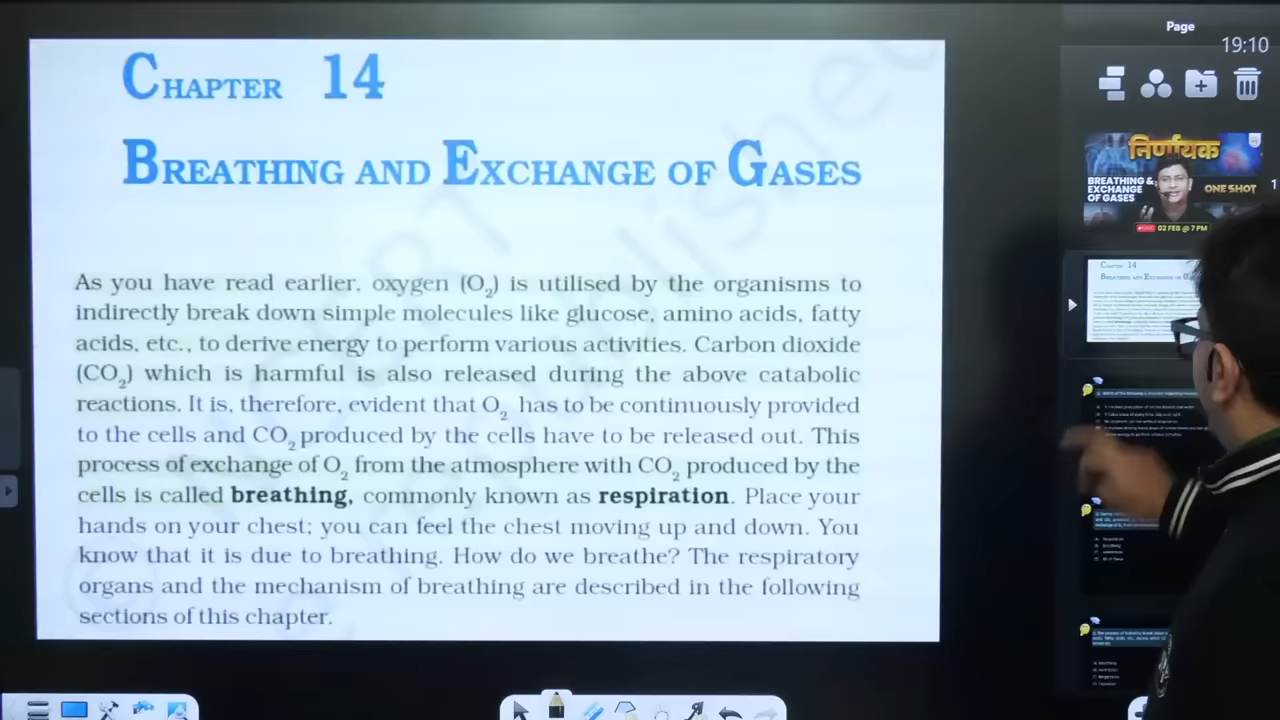 CHAPTER 14
BREATHING AND EXCHANGE OF GASES
As you have read earlier, oxygen (O₂) is utilised by the organisms to
indirectly break down simple molecules like glucose, amino acids, fatty
acids, etc., to derive energy to perform various activities. Carbon dioxide
(CO₂) which is harmful is also released during the above catabolic
reactions. It is, therefore, evident that O₂ has to be continuously provided
to the cells and CO₂ produced by the cells have to be released out. This
process of exchange of O₂ from the atmosphere with CO₂ produced by the
cells is called breathing, commonly known as respiration. Place your
hands on your chest; you can feel the chest moving up and down. You
know that it is due to breathing. How do we breathe? The respiratory
organs and the mechanism of breathing are described in the following
sections of this chapter.
Page
19:10
निर्णायक
BREATHING &
EXCHANGE
OF GASES
ONE SHOT
LIVE 02 FEB @ 7 PM
1
CHAPTER 14